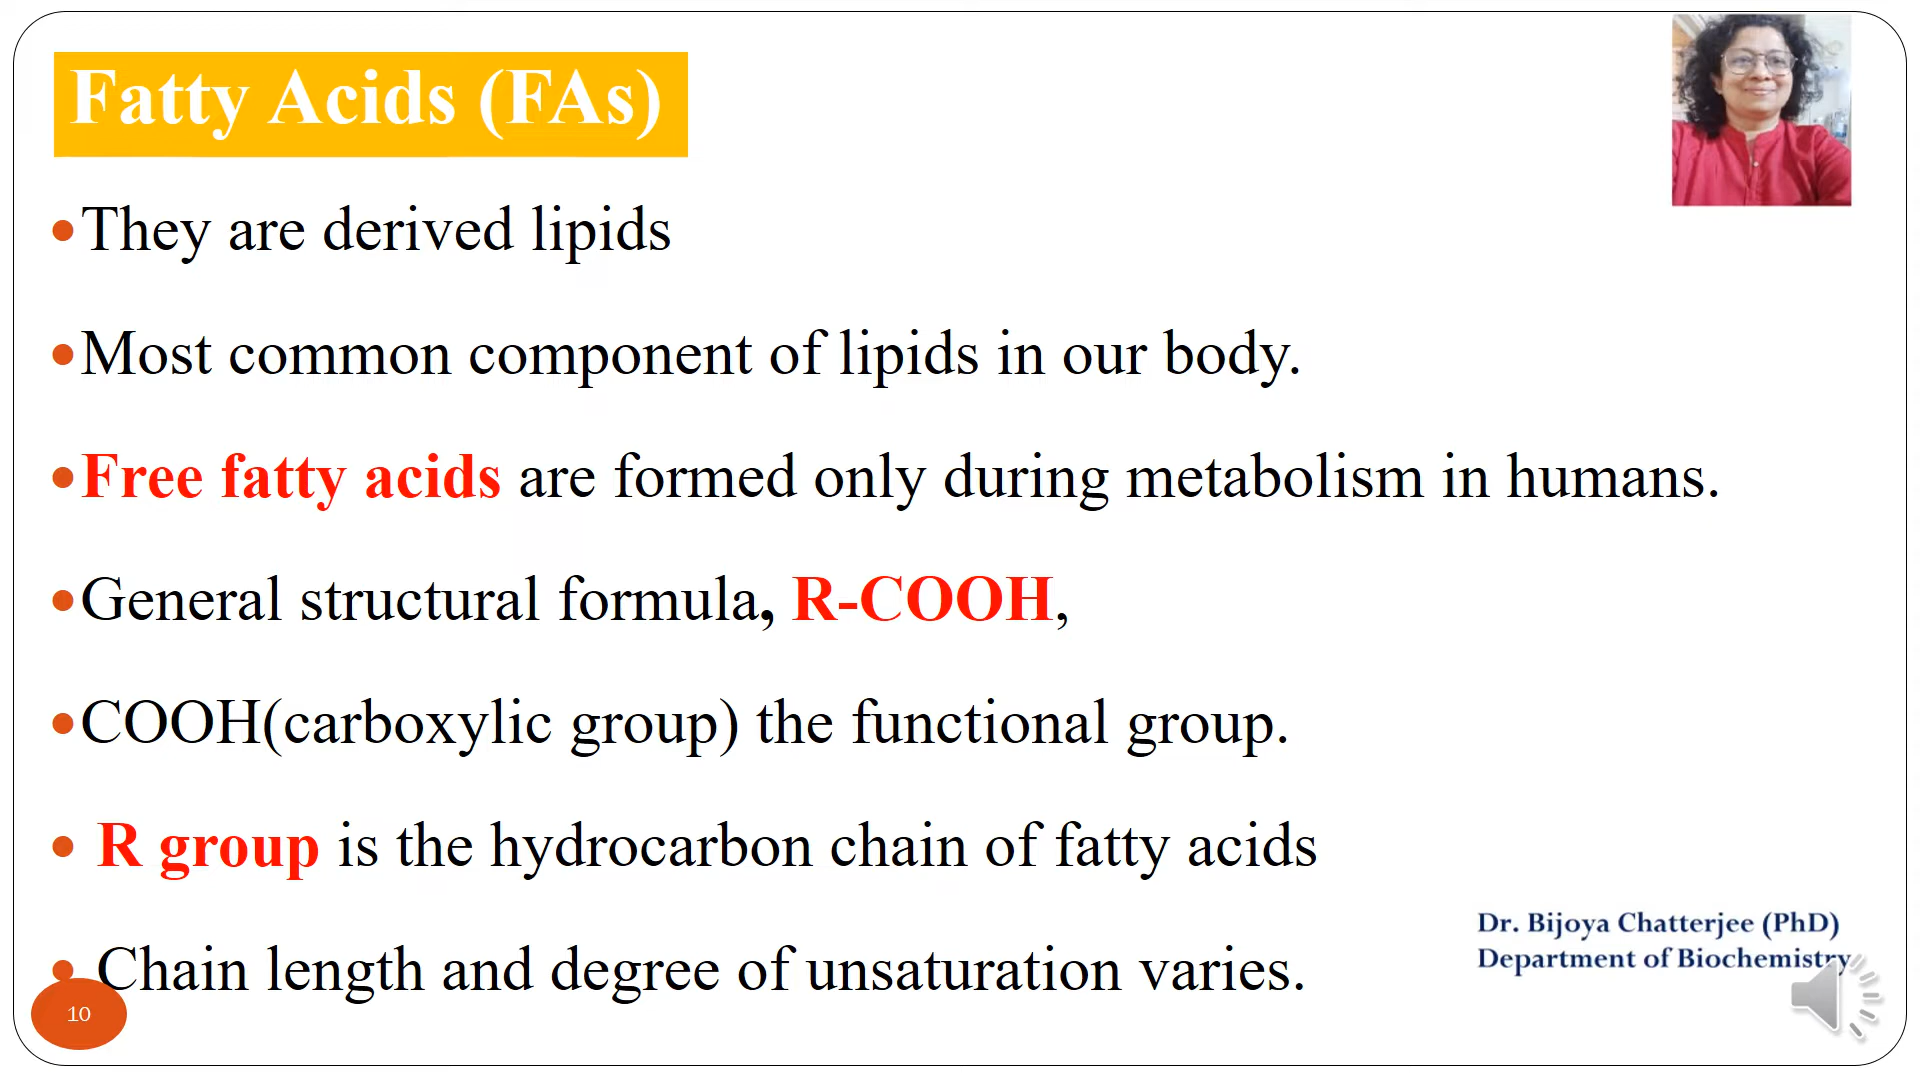 Fatty Acids (FAs)
•They are derived lipids
•Most common component of lipids in our body.
•Free fatty acids are formed only during metabolism in humans.
•General structural formula, R-COOH,
•COOH(carboxylic group) the functional group.
• R group is the hydrocarbon chain of fatty acids
• Chain length and degree of unsaturation varies.
Dr. Bijoya Chatterjee (PhD)
Department of Biochemistry
10